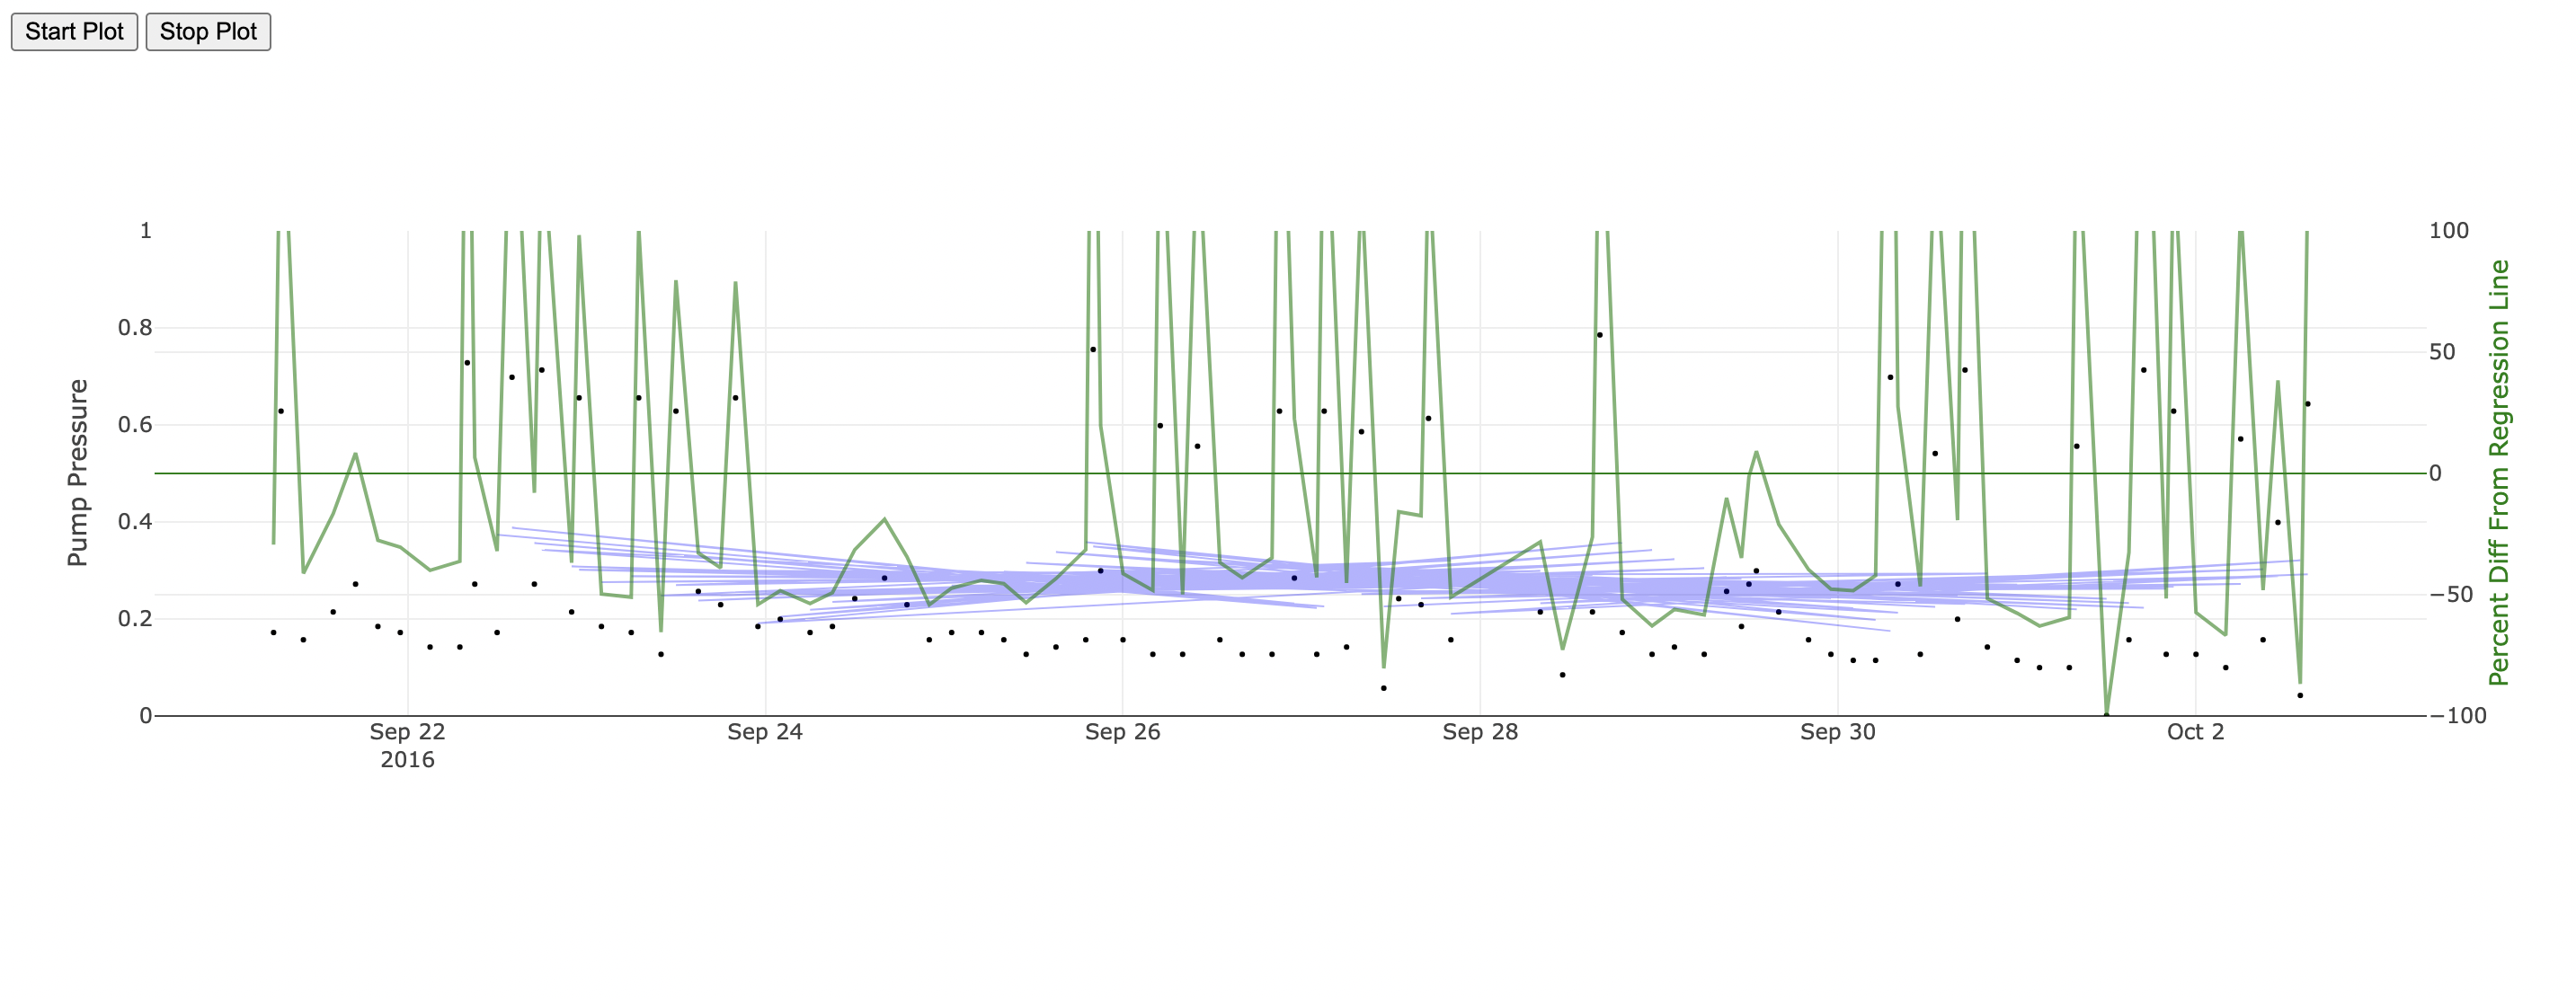 Start Plot Stop Plot
1 100
0.8
50
0.6
0
0.4
−50
0.2
0 −100
Pump Pressure
Percent Diff From Regression Line
Sep 22 Sep 24 Sep 26 Sep 28 Sep 30 Oct 2
2016